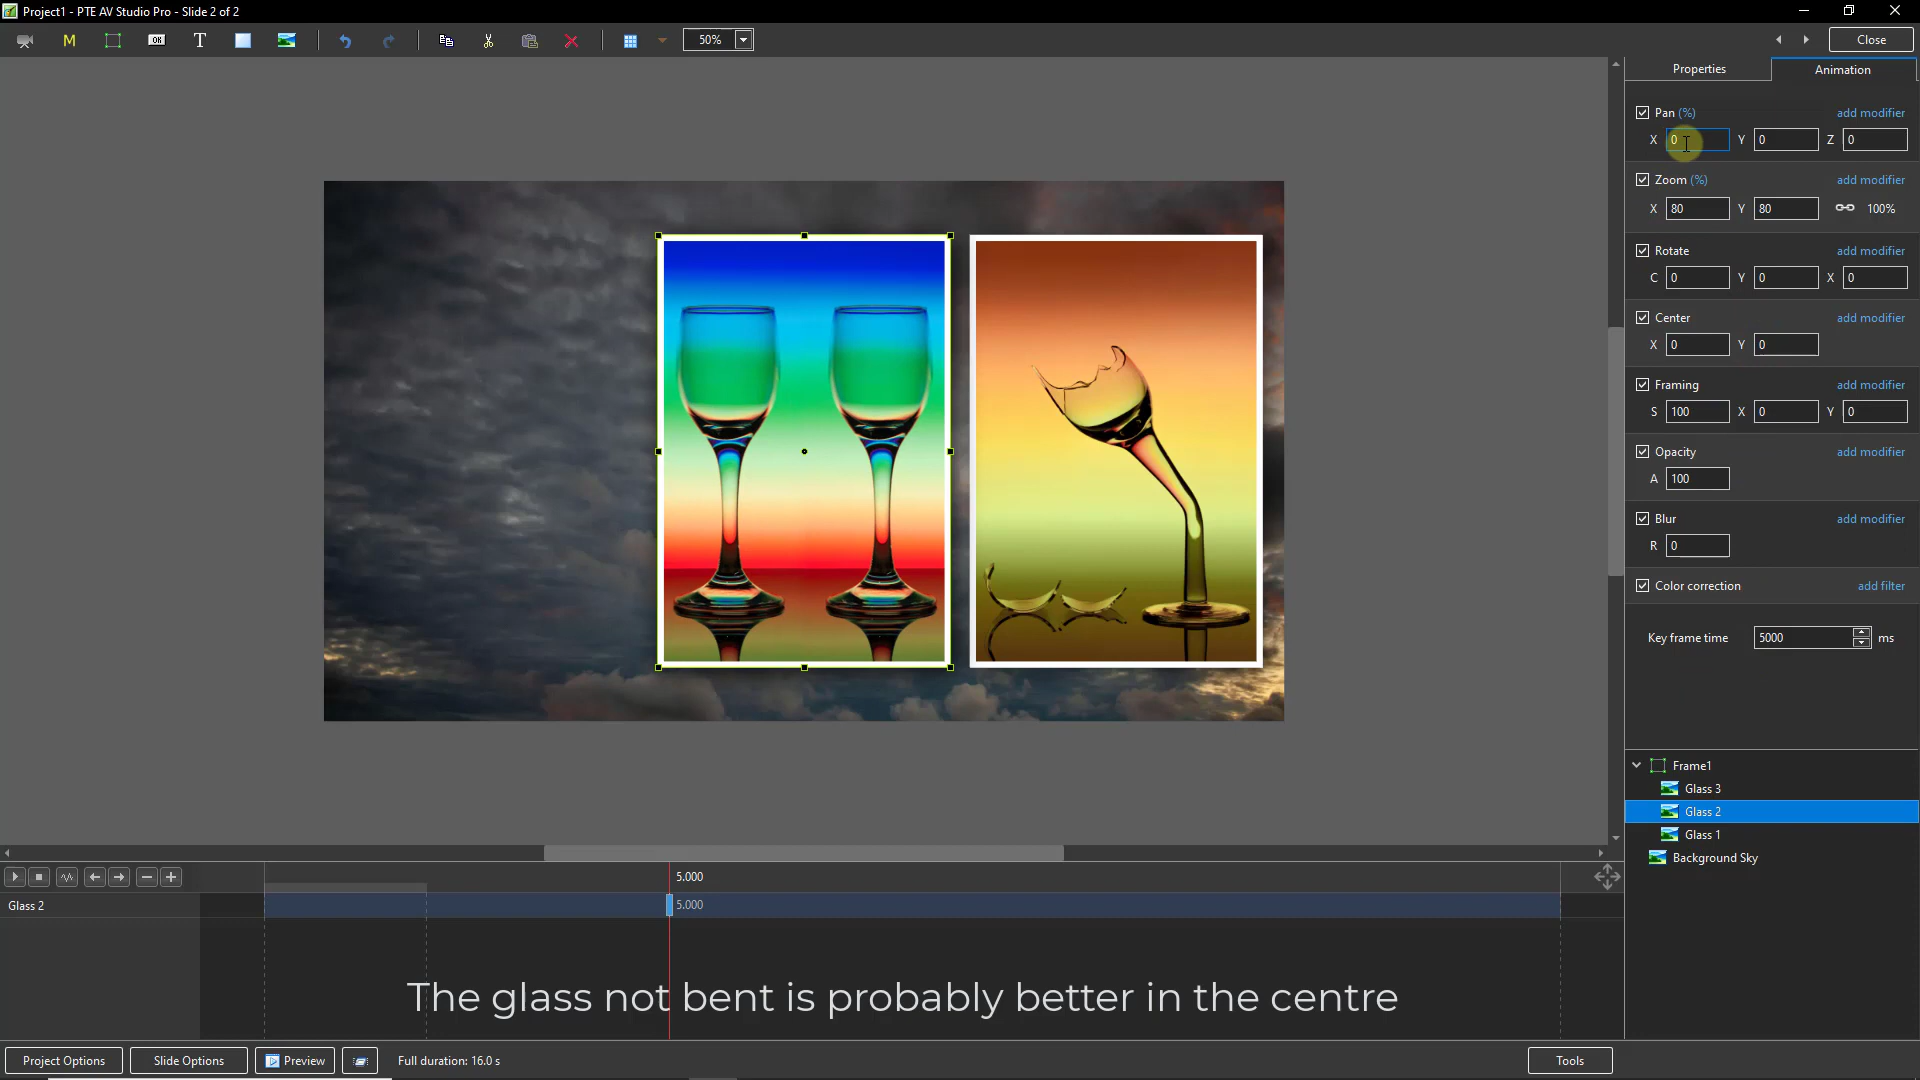 Project1 - PTE AV Studio Pro - Slide 2 of 2
M OK T 50% Close
Properties Animation
Pan (%) add modifier
X 0 Y 0 Z 0
Zoom (%) add modifier
X 80 Y 80 100%
Rotate add modifier
C 0 Y 0 X 0
Center add modifier
X 0 Y 0
Framing add modifier
S 100 X 0 Y 0
Opacity add modifier
A 100
Blur add modifier
R 0
Color correction add filter
Key frame time 5000 ms
Frame1
Glass 3
Glass 2
Glass 1
Background Sky
5.000
Glass 2 5.000
The glass not bent is probably better in the centre
Project Options Slide Options Preview Full duration: 16.0 s Tools